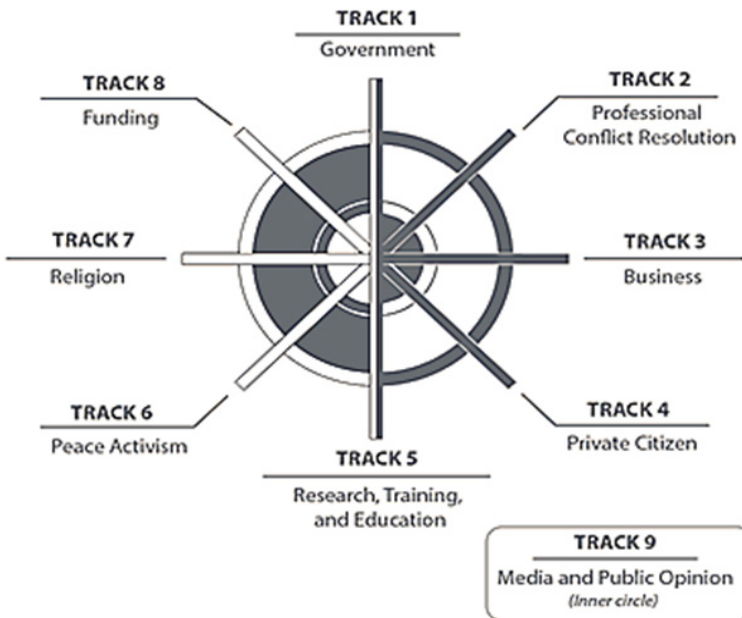 TRACK 1
Government
TRACK 2
Professional
Conflict Resolution
TRACK 3
Business
TRACK 4
Private Citizen
TRACK 5
Research, Training,
and Education
TRACK 6
Peace Activism
TRACK 7
Religion
TRACK 8
Funding
TRACK 9
Media and Public Opinion
(Inner circle)